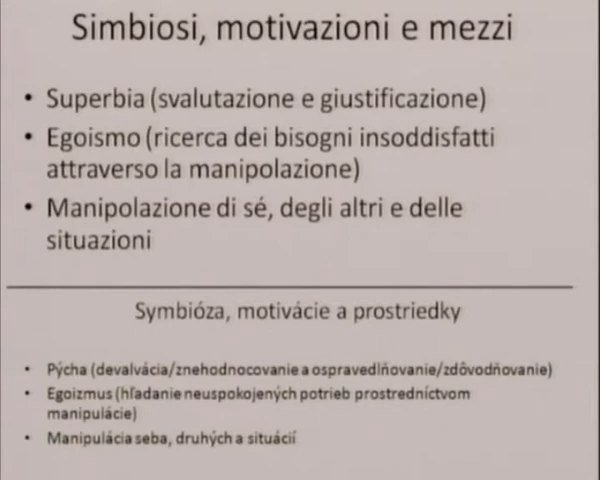 Simbiosi, motivazioni e mezzi
• Superbia (svalutazione e giustificazione)
• Egoismo (ricerca dei bisogni insoddisfatti
attraverso la manipolazione)
• Manipolazione di sé, degli altri e delle
situazioni
Symbióza, motivácie a prostriedky
• Pýcha (devalvácia/znehodnocovanie a ospravedlňovanie/zdôvodňovanie)
• Egoizmus (hľadanie neuspokojených potrieb prostredníctvom
manipulácie)
• Manipulácia seba, druhých a situácií